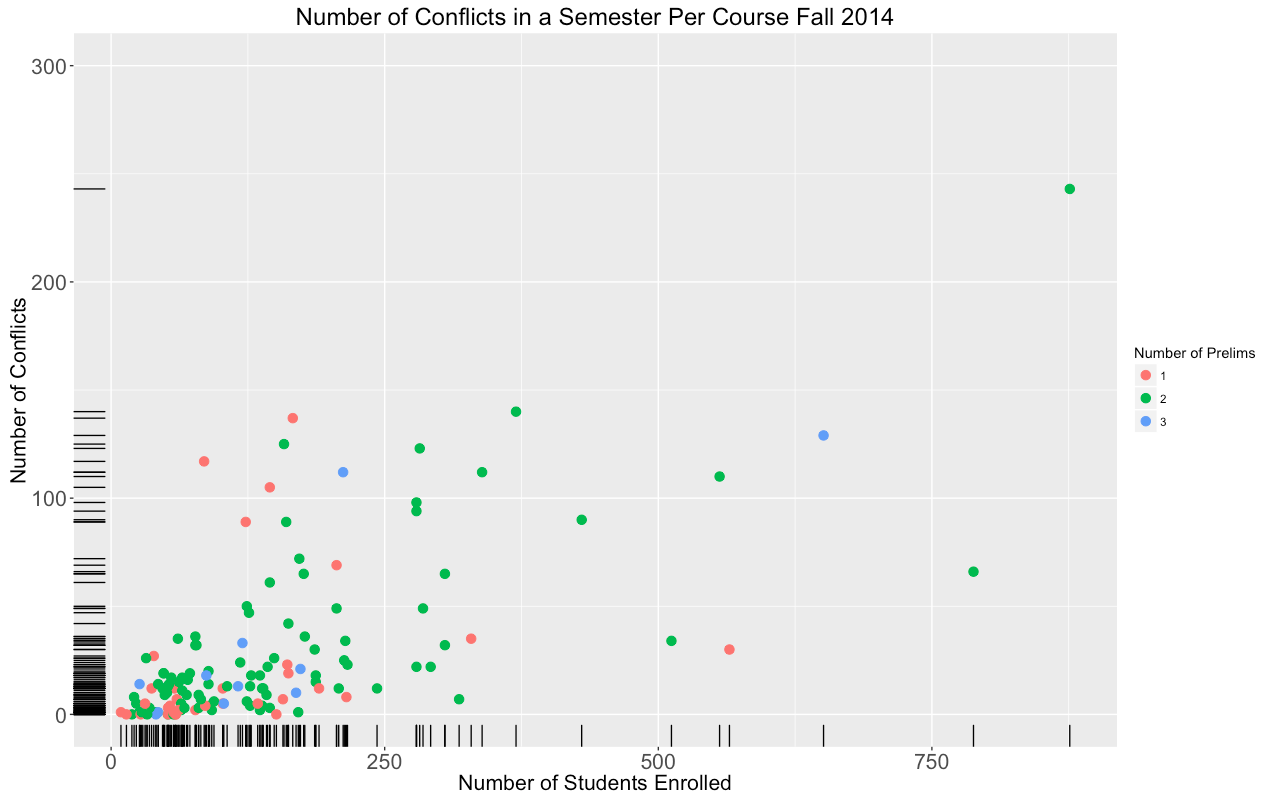 Number of Conflicts in a Semester Per Course Fall 2014
300
200
100
0
Number of Conflicts
0
250
500
750
Number of Students Enrolled
Number of Prelims
1
2
3